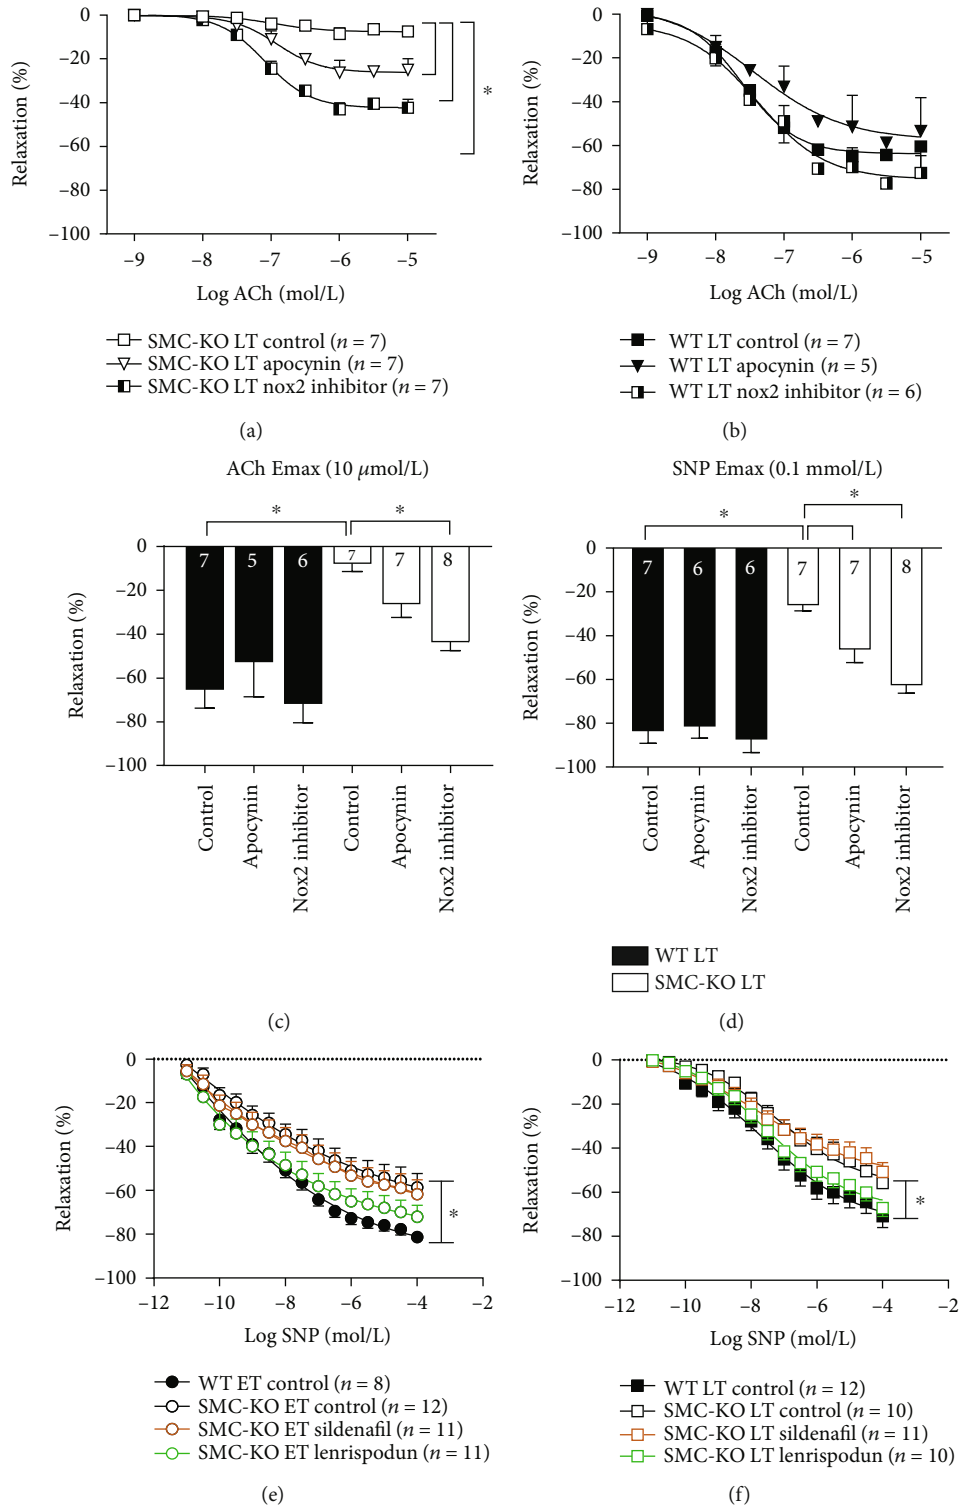 0
−20
−40
−60
−80
−100
Relaxation (%)
*
−9
−8
−7
−6
−5
Log ACh (mol/L)
SMC-KO LT control (n = 7)
SMC-KO LT apocynin (n = 7)
SMC-KO LT nox2 inhibitor (n = 7)
(a)
0
−20
−40
−60
−80
−100
Relaxation (%)
−9
−8
−7
−6
−5
Log ACh (mol/L)
WT LT control (n = 7)
WT LT apocynin (n = 5)
WT LT nox2 inhibitor (n = 6)
(b)
ACh Emax (10 μmol/L)
* *
0
−20
−40
−60
−80
−100
Relaxation (%)
7 5 6 7 7 8
Control
Apocynin
Nox2 inhibitor
Control
Apocynin
Nox2 inhibitor
(c)
SNP Emax (0.1 mmol/L)
* *
0
−20
−40
−60
−80
−100
Relaxation (%)
7 6 6 7 7 8
Control
Apocynin
Nox2 inhibitor
Control
Apocynin
Nox2 inhibitor
WT LT
SMC-KO LT
(d)
0
−20
−40
−60
−80
−100
Relaxation (%)
*
−12
−10
−8
−6
−4
−2
Log SNP (mol/L)
WT ET control (n = 8)
SMC-KO ET control (n = 12)
SMC-KO ET sildenafil (n = 11)
SMC-KO ET lenrispodun (n = 11)
(e)
0
−20
−40
−60
−80
−100
Relaxation (%)
*
−12
−10
−8
−6
−4
−2
Log SNP (mol/L)
WT LT control (n = 12)
SMC-KO LT control (n = 10)
SMC-KO LT sildenafil (n = 11)
SMC-KO LT lenrispodun (n = 10)
(f)